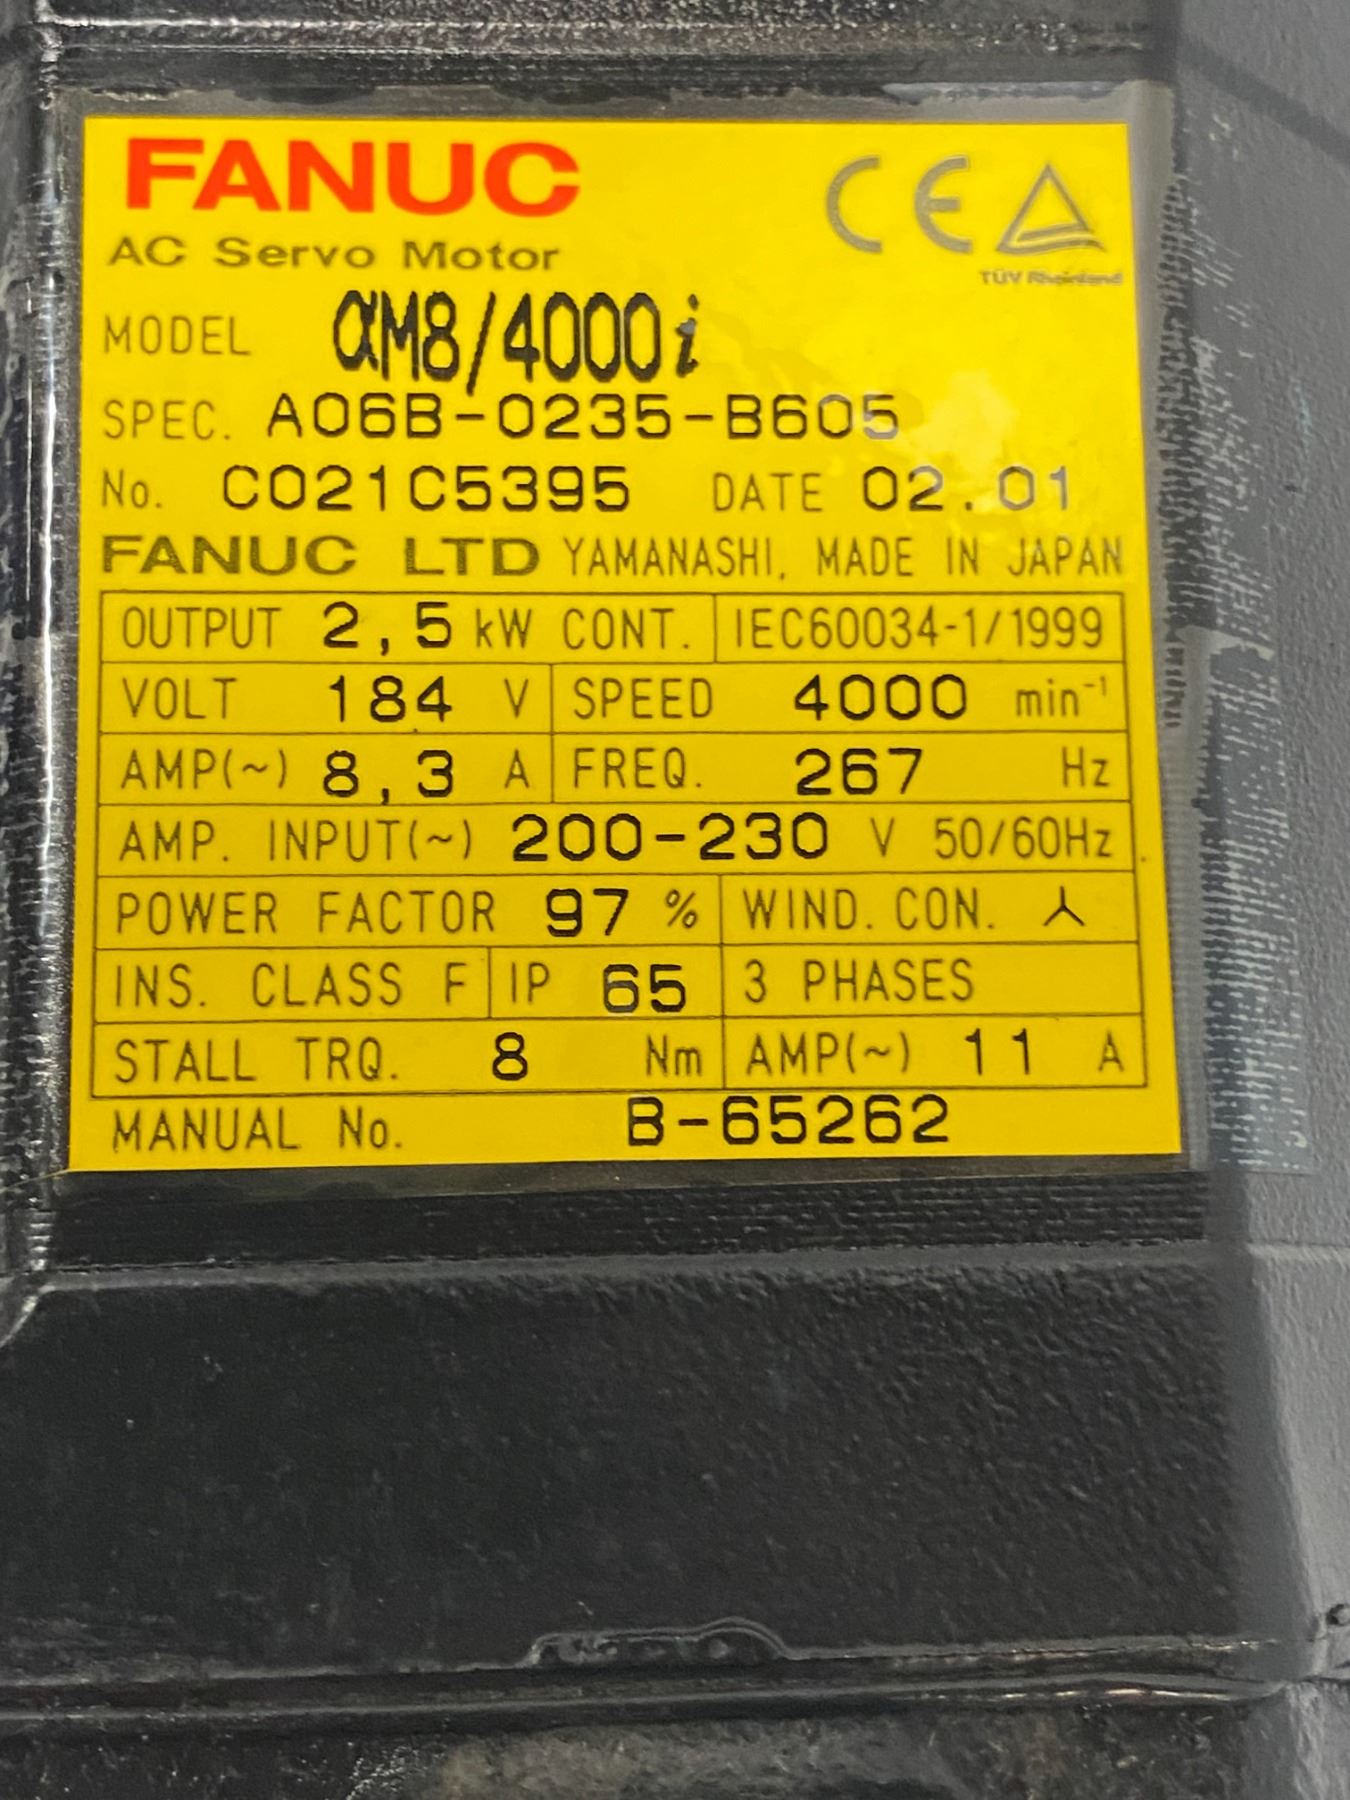 FANUC
CE
TÜV Rheinland
AC Servo Motor
MODEL αM8/4000i
SPEC. A06B-0235-B605
No. C021C5395 DATE 02.01
FANUC LTD YAMANASHI, MADE IN JAPAN
OUTPUT 2,5 kW CONT. IEC60034-1/1999
VOLT 184 V SPEED 4000 min⁻¹
AMP(~) 8,3 A FREQ. 267 Hz
AMP. INPUT(~) 200-230 V 50/60Hz
POWER FACTOR 97 % WIND. CON. 人
INS. CLASS F IP 65 3 PHASES
STALL TRQ. 8 Nm AMP(~) 11 A
MANUAL No. B-65262